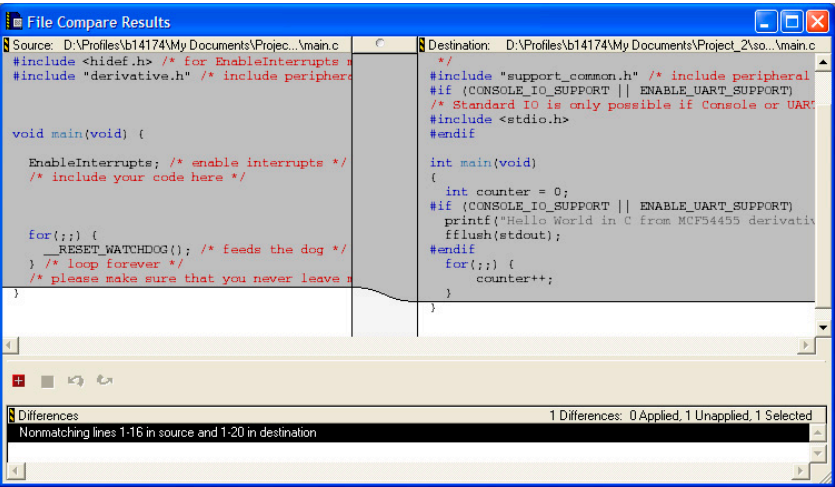 File Compare Results
Source: D:\Profiles\b14174\My Documents\Projec...\main.c
#include <hidef.h> /* for EnableInterrupts
#include "derivative.h" /* include periphera
void main(void) {
EnableInterrupts; /* enable interrupts */
/* include your code here */
for(;;) {
__RESET_WATCHDOG(); /* feeds the dog */
} /* loop forever */
/* please make sure that you never leave
}
Destination: D:\Profiles\b14174\My Documents\Project_2\so...\main.c
*/
#include "support_common.h" /* include peripheral
#if (CONSOLE_IO_SUPPORT || ENABLE_UART_SUPPORT)
/* Standard IO is only possible if Console or UART
#include <stdio.h>
#endif
int main(void)
{
int counter = 0;
#if (CONSOLE_IO_SUPPORT || ENABLE_UART_SUPPORT)
printf("Hello World in C from MCF54455 derivativ
fflush(stdout);
#endif
for(;;) {
counter++;
}
}
Differences
1 Differences: 0 Applied, 1 Unapplied, 1 Selected
Nonmatching lines 1-16 in source and 1-20 in destination